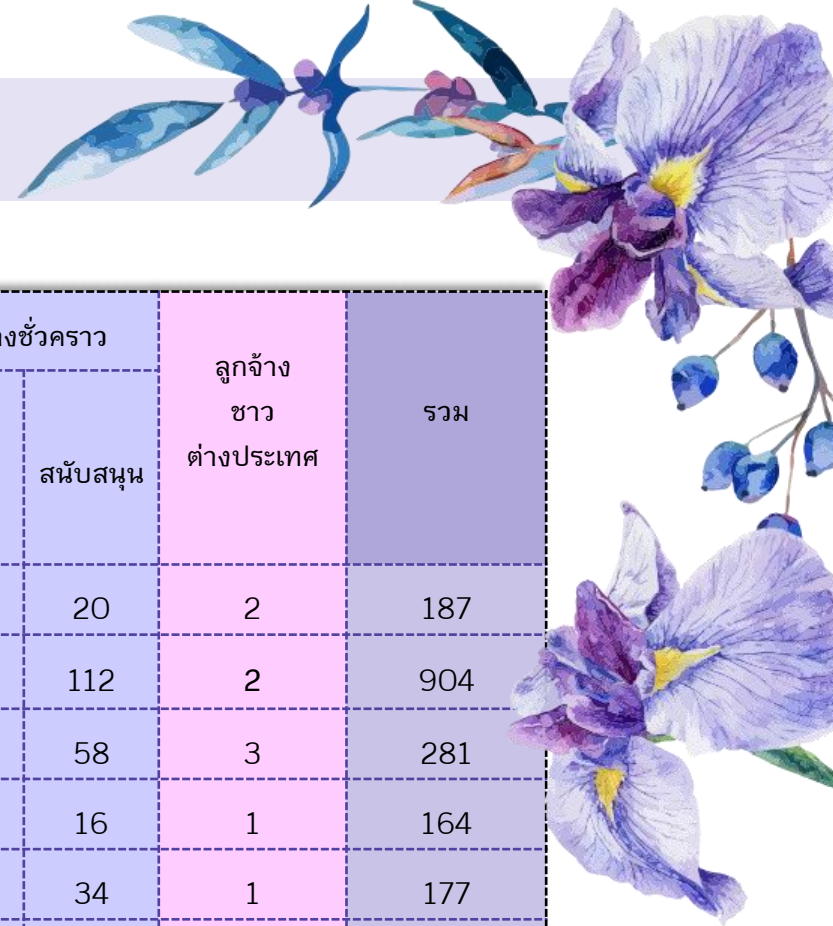 ชั่วคราว
ลูกจ้าง
ชาว
ต่างประเทศ
รวม
สนับสนุน
20 2 187
112 2 904
58 3 281
16 1 164
34 1 177